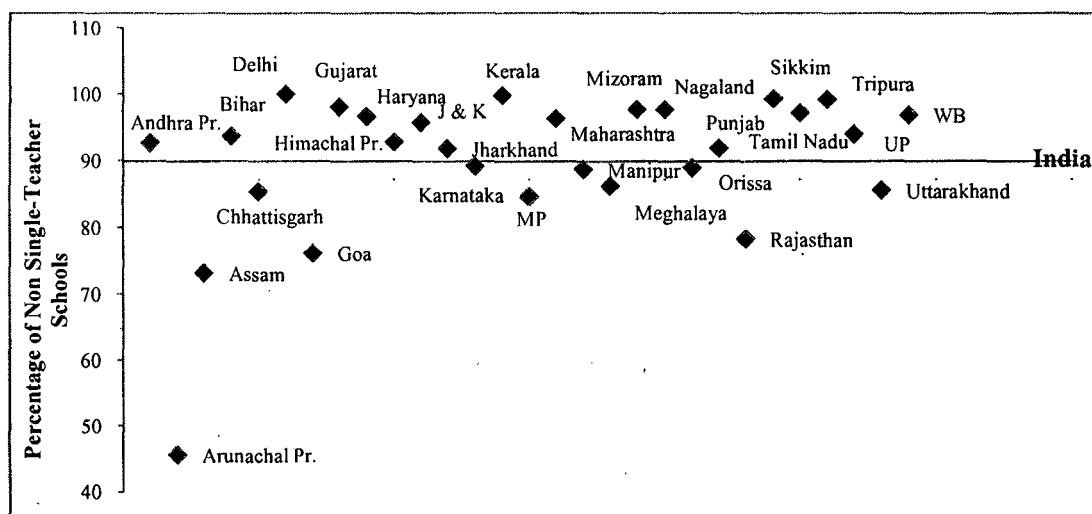 110
100
90
80
70
60
50
40
Percentage of Non Single-Teacher
Schools
Andhra Pr.
Arunachal Pr.
Assam
Bihar
Chhattisgarh
Delhi
Goa
Gujarat
Haryana
Himachal Pr.
J & K
Jharkhand
Karnataka
Kerala
MP
Maharashtra
Manipur
Meghalaya
Mizoram
Nagaland
Orissa
Punjab
Rajasthan
Sikkim
Tamil Nadu
Tripura
UP
Uttarakhand
WB
India